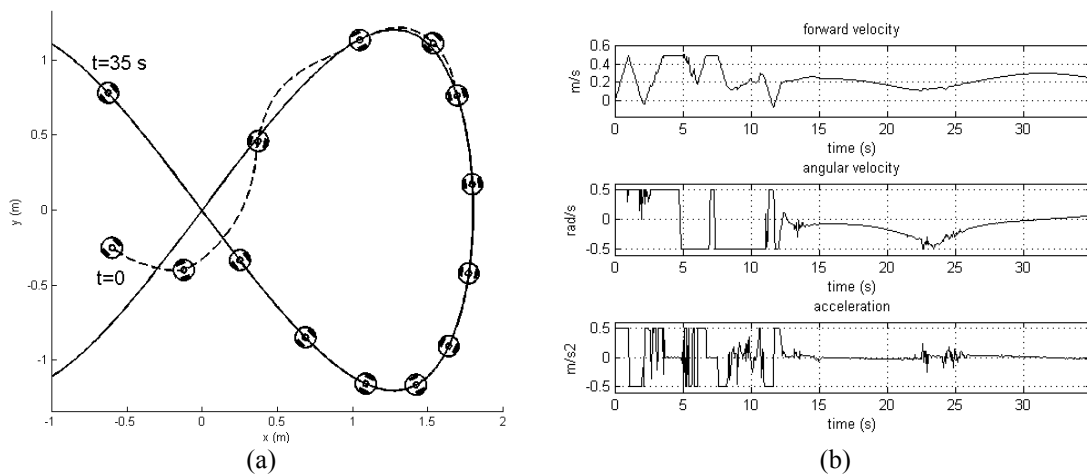 1
0.5
0
-0.5
-1
y (m)
t=35 s
t=0
-1 -0.5 0 0.5 1 1.5 2
x (m)
(a)
forward velocity
0.6
0.4
0.2
0
m/s
0 5 10 15 20 25 30
time (s)
angular velocity
0.5
0
-0.5
rad/s
0 5 10 15 20 25 30
time (s)
acceleration
0.5
0
-0.5
m/s2
0 5 10 15 20 25 30
time (s)
(b)